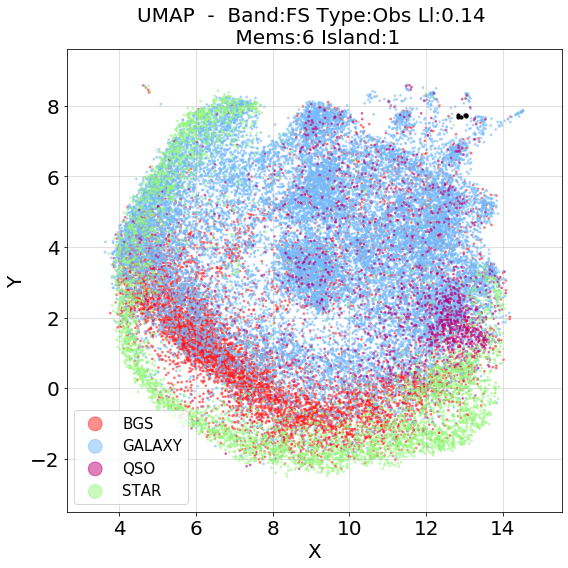 UMAP - Band:FS Type:Obs Ll:0.14
Mems:6 Island:1
Y
8
6
4
2
0
−2
BGS
GALAXY
QSO
STAR
4 6 8 10 12 14
X